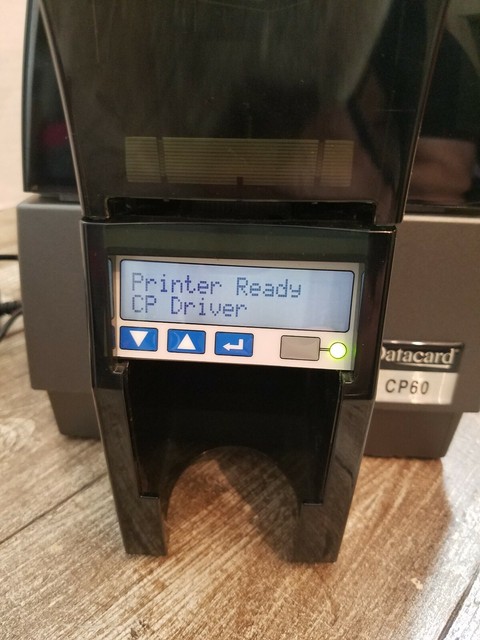 Printer Ready
CP Driver
Datacard
CP60